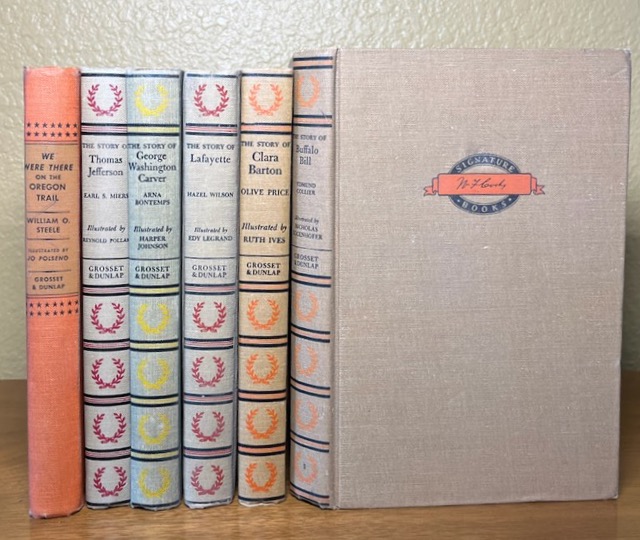 WE
WERE THERE
ON THE
OREGON
TRAIL
WILLIAM O.
STEELE
ILLUSTRATED BY
JO POLSENO
GROSSET
& DUNLAP
THE STORY OF
Thomas
Jefferson
EARL S. MIERS
Illustrated by
REYNOLD POLLAK
GROSSET
& DUNLAP
THE STORY OF
George
Washington
Carver
ARNA
BONTEMPS
Illustrated by
HARPER
JOHNSON
GROSSET
& DUNLAP
THE STORY OF
Lafayette
HAZEL WILSON
Illustrated by
EDY LEGRAND
GROSSET
& DUNLAP
THE STORY OF
Clara
Barton
OLIVE PRICE
Illustrated by
RUTH IVES
GROSSET
& DUNLAP
THE STORY OF
Buffalo
Bill
EDMUND
COLLIER
Illustrated by
NICHOLAS
GROSSET
& DUNLAP
SIGNATURE
W. F. Cody
BOOKS